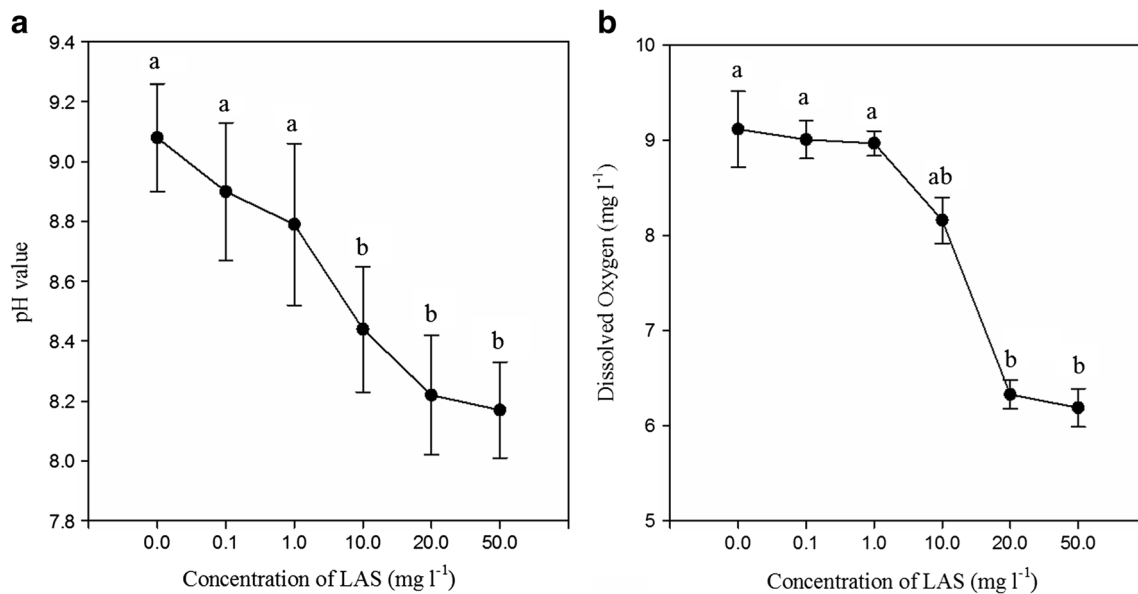 a
9.4
9.2
9.0
8.8
8.6
8.4
8.2
8.0
7.8
pH value
a
a
a
b
b
b
0.0 0.1 1.0 10.0 20.0 50.0
Concentration of LAS (mg l⁻¹)
b
10
9
8
7
6
5
Dissolved Oxygen (mg l⁻¹)
a
a
a
ab
b
b
0.0 0.1 1.0 10.0 20.0 50.0
Concentration of LAS (mg l⁻¹)